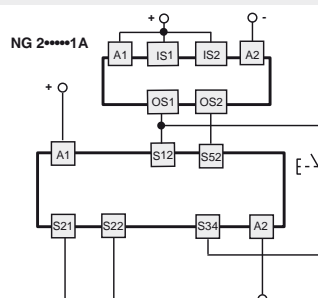 + -
NG 2•••••1A
A1 IS1 IS2 A2
+
OS1 OS2
A1 S12 S52
S21 S22 S34 A2